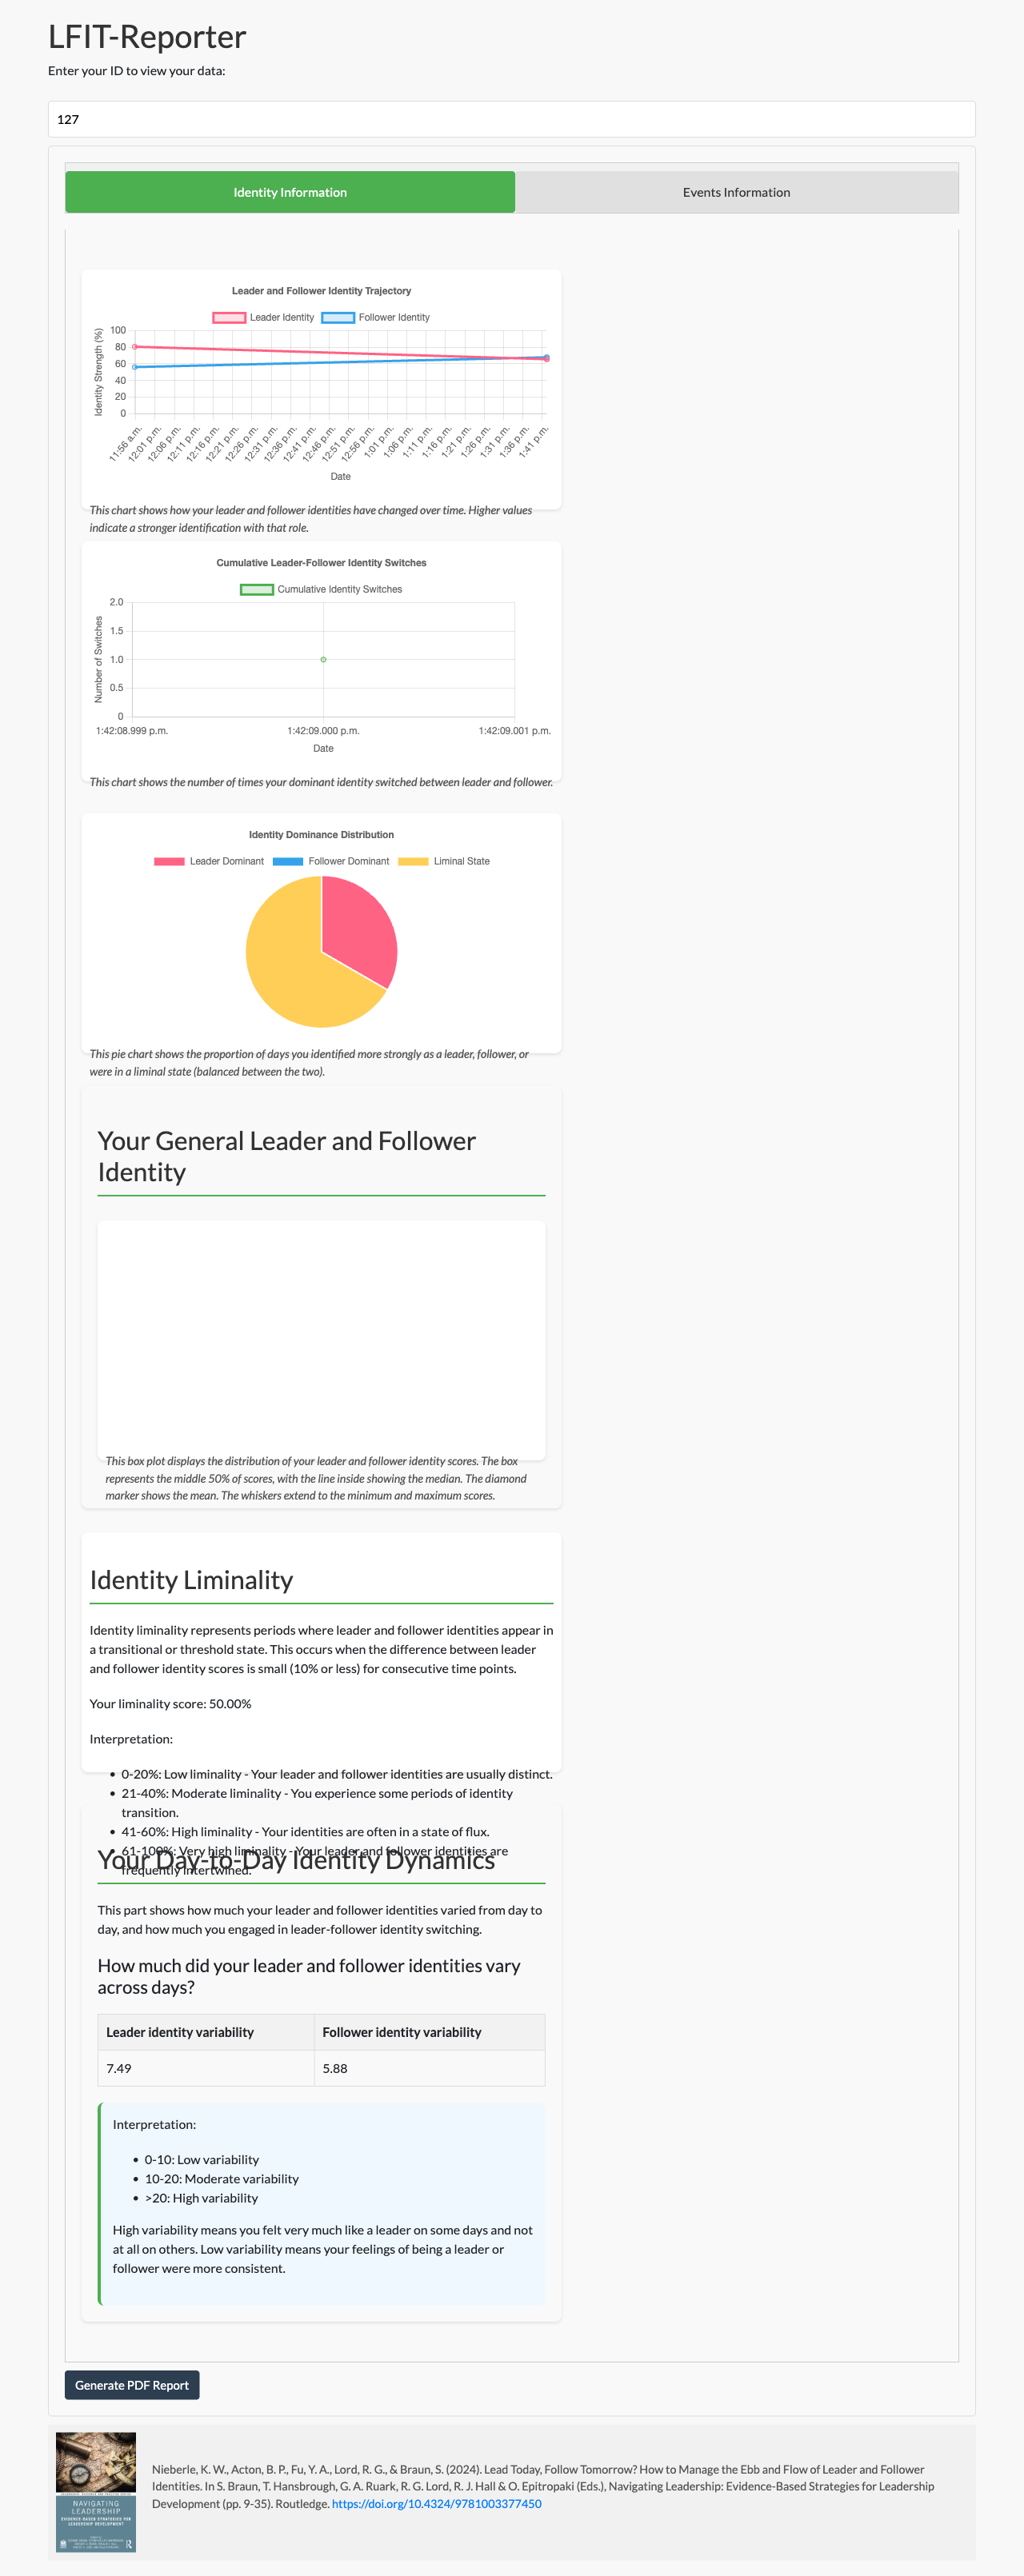 LFIT-Reporter
Enter your ID to view your data:
127
Identity Information
Events Information
Leader and Follower Identity Trajectory
Leader Identity
Follower Identity
Identity Strength (%)
100
80
60
40
20
0
11:56 a.m.
12:01 p.m.
12:06 p.m.
12:11 p.m.
12:16 p.m.
12:21 p.m.
12:26 p.m.
12:31 p.m.
12:36 p.m.
12:41 p.m.
12:46 p.m.
12:51 p.m.
12:56 p.m.
1:01 p.m.
1:06 p.m.
1:11 p.m.
1:16 p.m.
1:21 p.m.
1:26 p.m.
1:31 p.m.
1:36 p.m.
1:41 p.m.
Date
This chart shows how your leader and follower identities have changed over time. Higher values
indicate a stronger identification with that role.
Cumulative Leader-Follower Identity Switches
Cumulative Identity Switches
Number of Switches
2.0
1.5
1.0
0.5
0
1:42:08.999 p.m.
1:42:09.000 p.m.
1:42:09.001 p.m.
Date
This chart shows the number of times your dominant identity switched between leader and follower.
Identity Dominance Distribution
Leader Dominant
Follower Dominant
Liminal State
This pie chart shows the proportion of days you identified more strongly as a leader, follower, or
were in a liminal state (balanced between the two).
Your General Leader and Follower
Identity
This box plot displays the distribution of your leader and follower identity scores. The box
represents the middle 50% of scores, with the line inside showing the median. The diamond
marker shows the mean. The whiskers extend to the minimum and maximum scores.
Identity Liminality
Identity liminality represents periods where leader and follower identities appear in
a transitional or threshold state. This occurs when the difference between leader
and follower identity scores is small (10% or less) for consecutive time points.
Your liminality score: 50.00%
Interpretation:
• 0-20%: Low liminality - Your leader and follower identities are usually distinct.
• 21-40%: Moderate liminality - You experience some periods of identity
transition.
• 41-60%: High liminality - Your identities are often in a state of flux.
• 61-100%: Very high liminality - Your leader and follower identities are
frequently intertwined.
Your Day-to-Day Identity Dynamics
This part shows how much your leader and follower identities varied from day to
day, and how much you engaged in leader-follower identity switching.
How much did your leader and follower identities vary
across days?
Leader identity variability
Follower identity variability
7.49
5.88
Interpretation:
• 0-10: Low variability
• 10-20: Moderate variability
• >20: High variability
High variability means you felt very much like a leader on some days and not
at all on others. Low variability means your feelings of being a leader or
follower were more consistent.
Generate PDF Report
NAVIGATING
LEADERSHIP
EVIDENCE-BASED STRATEGIES FOR
LEADERSHIP DEVELOPMENT
Nieberle, K. W., Acton, B. P., Fu, Y. A., Lord, R. G., & Braun, S. (2024). Lead Today, Follow Tomorrow? How to Manage the Ebb and Flow of Leader and Follower
Identities. In S. Braun, T. Hansbrough, G. A. Ruark, R. G. Lord, R. J. Hall & O. Epitropaki (Eds.), Navigating Leadership: Evidence-Based Strategies for Leadership
Development (pp. 9-35). Routledge. https://doi.org/10.4324/9781003377450